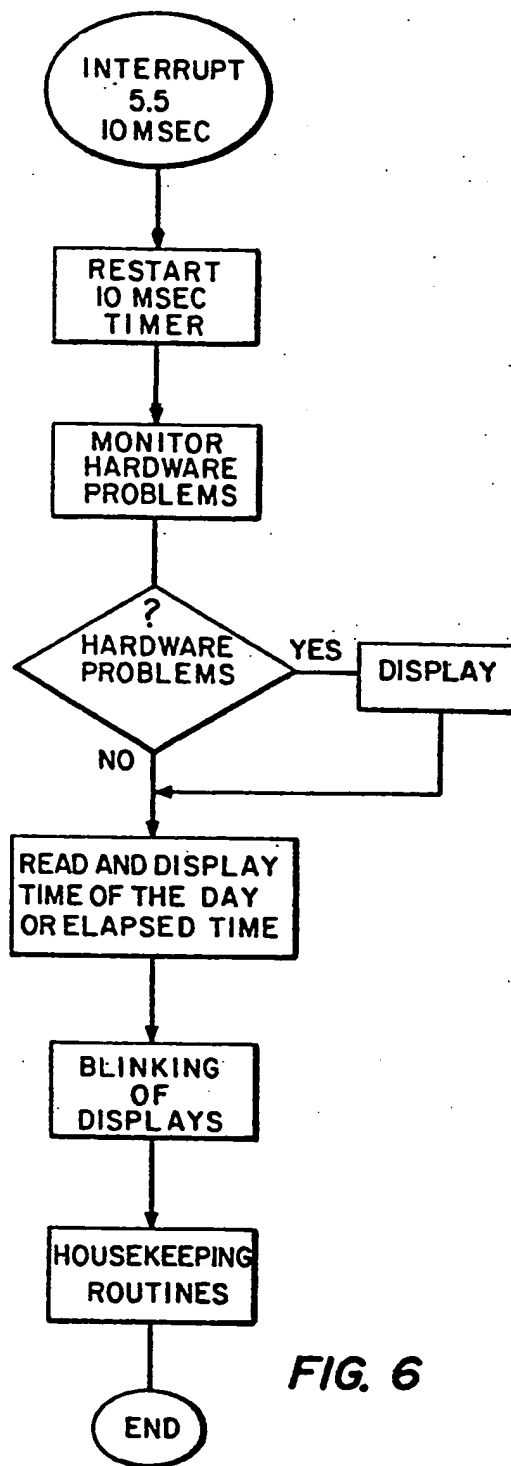 INTERRUPT
5.5
10 MSEC
RESTART
10 MSEC
TIMER
MONITOR
HARDWARE
PROBLEMS
?
HARDWARE
PROBLEMS
YES
DISPLAY
NO
READ AND DISPLAY
TIME OF THE DAY
OR ELAPSED TIME
BLINKING
OF
DISPLAYS
HOUSEKEEPING
ROUTINES
END
FIG. 6